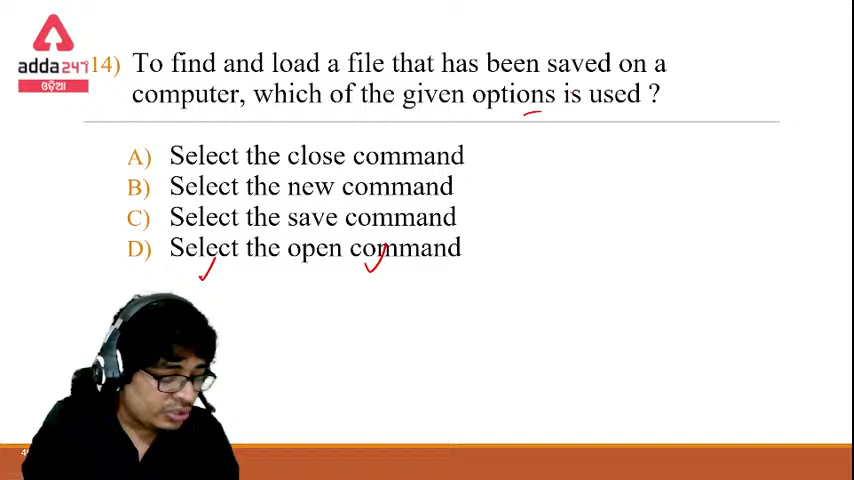 adda247
ଓଡ଼ିଆ
14) To find and load a file that has been saved on a
computer, which of the given options is used ?
A) Select the close command
B) Select the new command
C) Select the save command
D) Select the open command